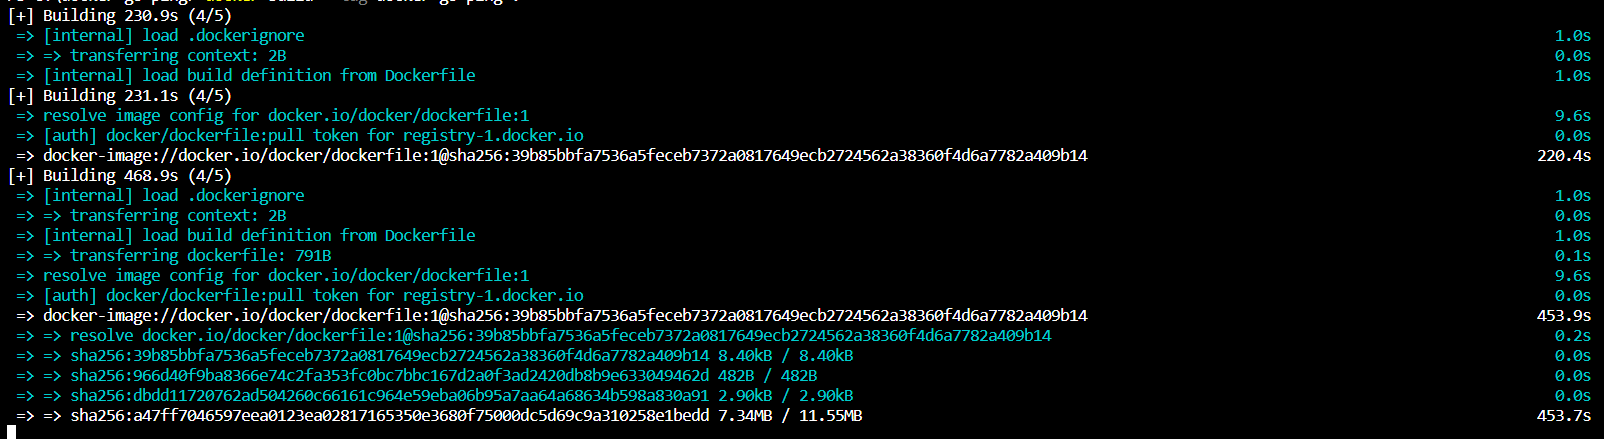 [+] Building 230.9s (4/5)
=> [internal] load .dockerignore 1.0s
=> => transferring context: 2B 0.0s
=> [internal] load build definition from Dockerfile 1.0s
[+] Building 231.1s (4/5)
=> resolve image config for docker.io/docker/dockerfile:1 9.6s
=> [auth] docker/dockerfile:pull token for registry-1.docker.io 0.0s
=> docker-image://docker.io/docker/dockerfile:1@sha256:39b85bbfa7536a5feceb7372a0817649ecb2724562a38360f4d6a7782a409b14 220.4s
[+] Building 468.9s (4/5)
=> [internal] load .dockerignore 1.0s
=> => transferring context: 2B 0.0s
=> [internal] load build definition from Dockerfile 1.0s
=> => transferring dockerfile: 791B 0.1s
=> resolve image config for docker.io/docker/dockerfile:1 9.6s
=> [auth] docker/dockerfile:pull token for registry-1.docker.io 0.0s
=> docker-image://docker.io/docker/dockerfile:1@sha256:39b85bbfa7536a5feceb7372a0817649ecb2724562a38360f4d6a7782a409b14 453.9s
=> => resolve docker.io/docker/dockerfile:1@sha256:39b85bbfa7536a5feceb7372a0817649ecb2724562a38360f4d6a7782a409b14 0.2s
=> => sha256:39b85bbfa7536a5feceb7372a0817649ecb2724562a38360f4d6a7782a409b14 8.40kB / 8.40kB 0.0s
=> => sha256:966d40f9ba8366e74c2fa353fc0bc7bbc167d2a0f3ad2420db8b9e633049462d 482B / 482B 0.0s
=> => sha256:dbdd11720762ad504260c66161c964e59eba06b95a7aa64a68634b598a830a91 2.90kB / 2.90kB 0.0s
=> => sha256:a47ff7046597eea0123ea02817165350e3680f75000dc5d69c9a310258e1bedd 7.34MB / 11.55MB 453.7s